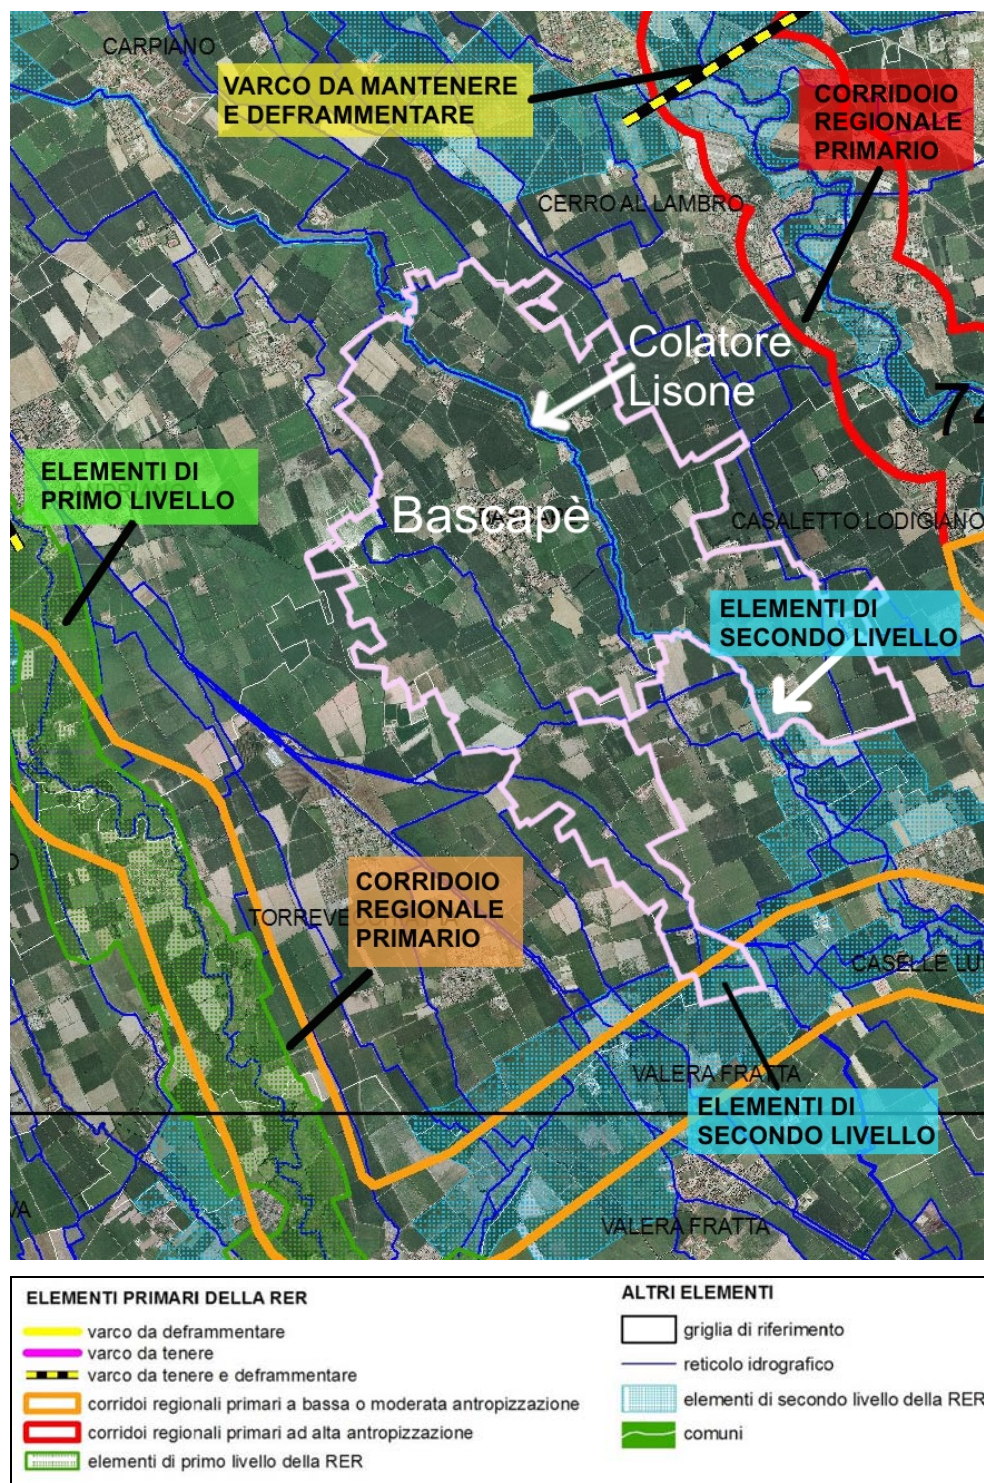 CARPIANO
VARCO DA MANTENERE
E DEFRAMMENTARE
CORRIDOIO
REGIONALE
PRIMARIO
CERRO AL LAMBRO
Colatore
Lisone
74
ELEMENTI DI
PRIMO LIVELLO
Bascapè
CASALETTO LODIGIANO
ELEMENTI DI
SECONDO LIVELLO
CORRIDOIO
REGIONALE
PRIMARIO
CASELLE LU
VALERA FRATTA
ELEMENTI DI
SECONDO LIVELLO
VA
VALERA FRATTA
ELEMENTI PRIMARI DELLA RER
varco da deframmentare
varco da tenere
varco da tenere e deframmentare
corridoi regionali primari a bassa o moderata antropizzazione
corridoi regionali primari ad alta antropizzazione
elementi di primo livello della RER
ALTRI ELEMENTI
griglia di riferimento
reticolo idrografico
elementi di secondo livello della RER
comuni